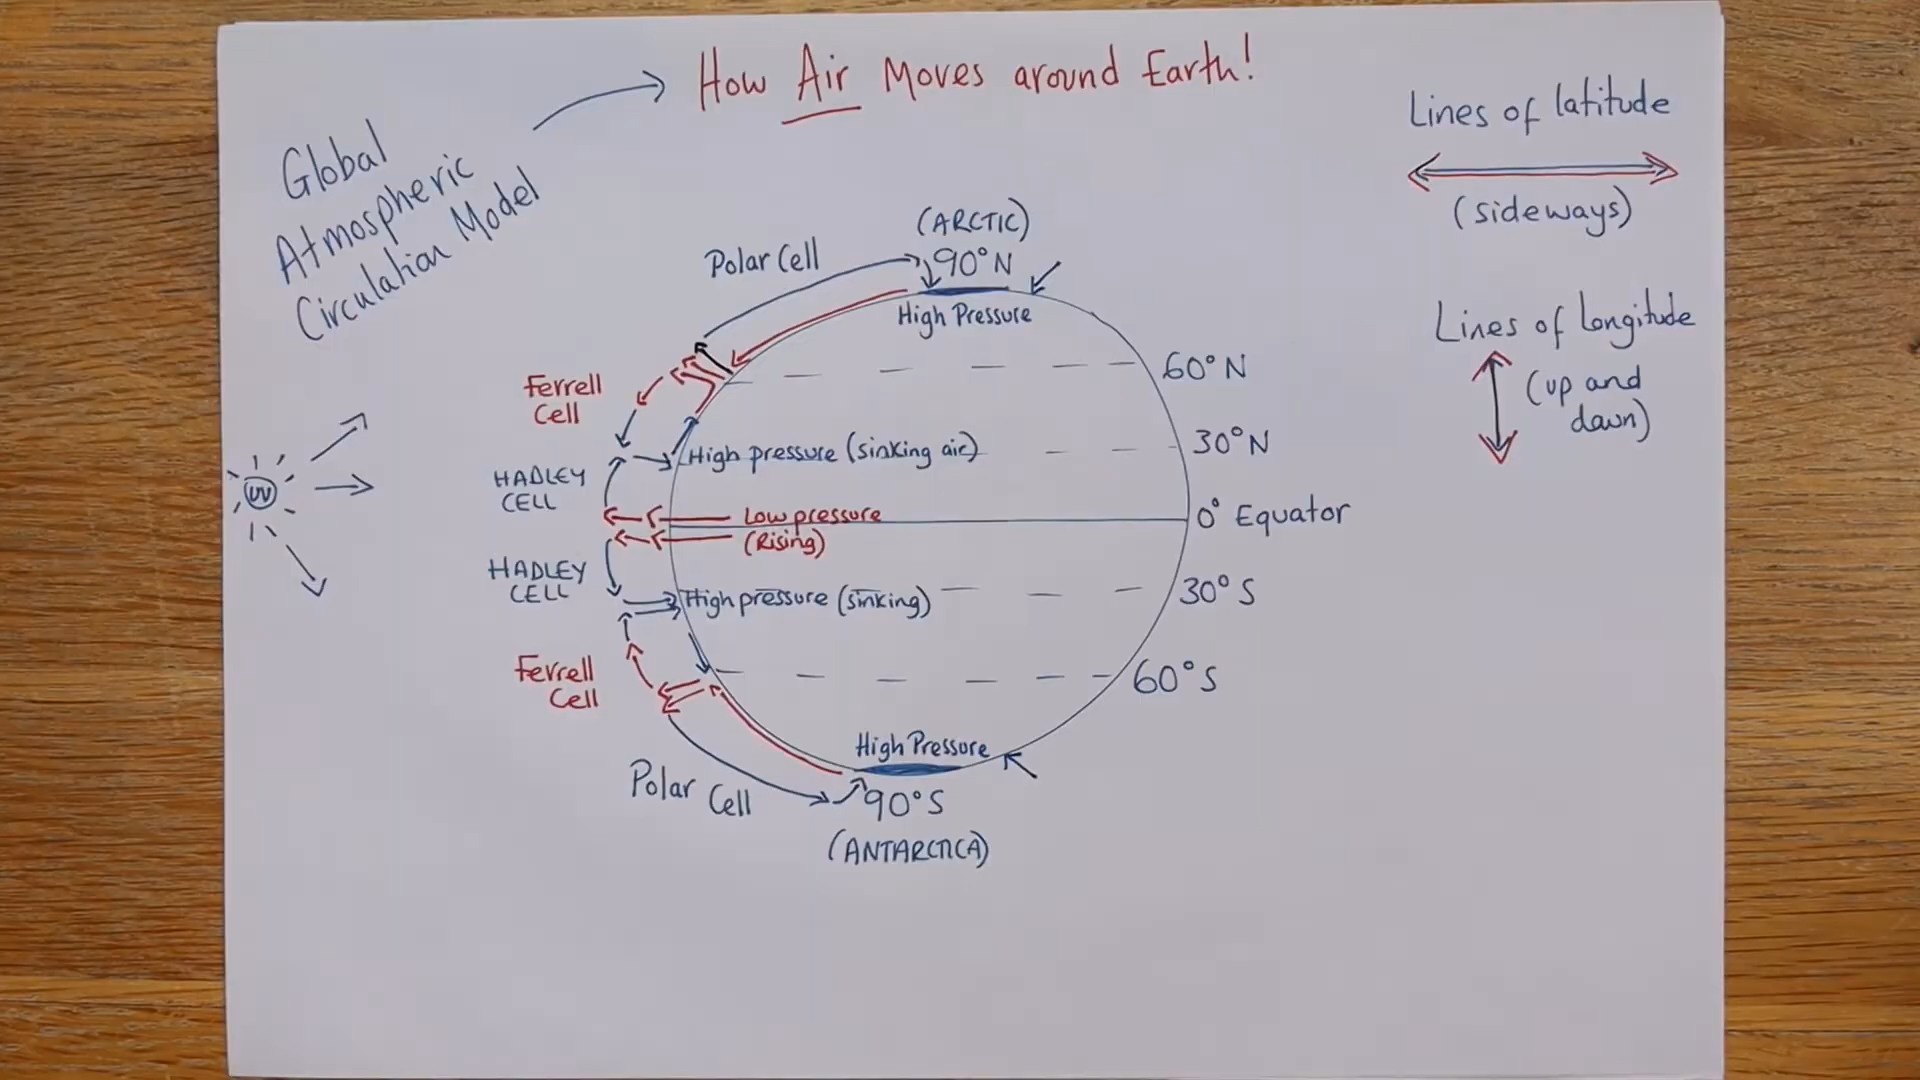 How Air Moves around Earth!
Global
Atmospheric
Circulation Model
Lines of latitude
(sideways)
Lines of longitude
(up and
down)
(ARCTIC)
90°N
Polar Cell
High Pressure
60°N
Ferrell
Cell
30°N
High pressure (sinking air)
HADLEY
CELL
UV
Low pressure
(Rising)
0° Equator
HADLEY
CELL
High pressure (sinking)
30°S
Ferrell
Cell
60°S
High Pressure
Polar Cell
90°S
(ANTARCTICA)